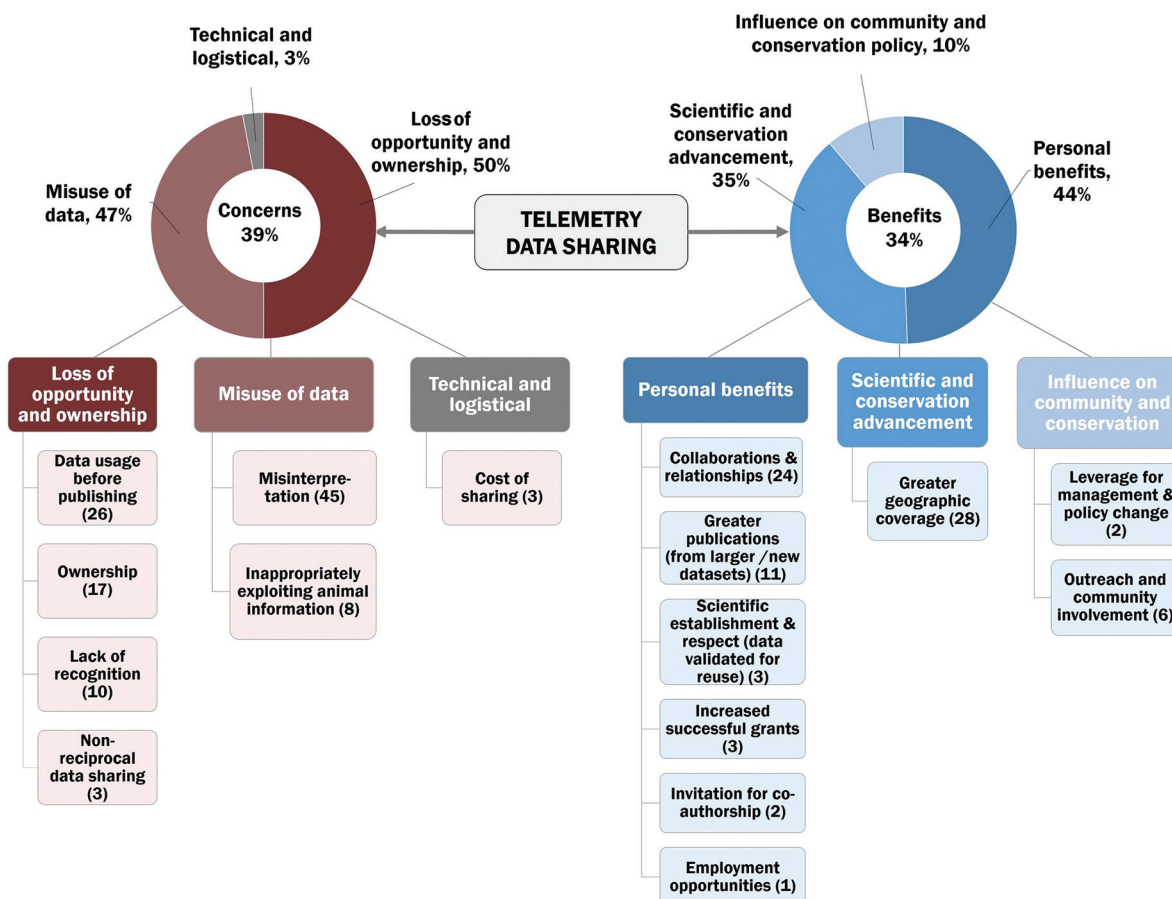 Technical and
logistical, 3%
Loss of
opportunity and
ownership, 50%
Misuse of
data, 47%
Concerns
39%
TELEMETRY
DATA SHARING
Influence on community and
conservation policy, 10%
Scientific and
conservation
advancement,
35%
Personal
benefits,
44%
Benefits
34%
Loss of
opportunity
and ownership
Data usage
before
publishing
(26)
Ownership
(17)
Lack of
recognition
(10)
Non-
reciprocal
data sharing
(3)
Misuse of data
Misinterpre-
tation (45)
Inappropriately
exploiting animal
information (8)
Technical and
logistical
Cost of
sharing (3)
Personal benefits
Collaborations &
relationships (24)
Greater
publications
(from larger /new
datasets) (11)
Scientific
establishment &
respect (data
validated for
reuse) (3)
Increased
successful grants
(3)
Invitation for co-
authorship (2)
Employment
opportunities (1)
Scientific and
conservation
advancement
Greater
geographic
coverage (28)
Influence on
community and
conservation
Leverage for
management &
policy change
(2)
Outreach and
community
involvement (6)